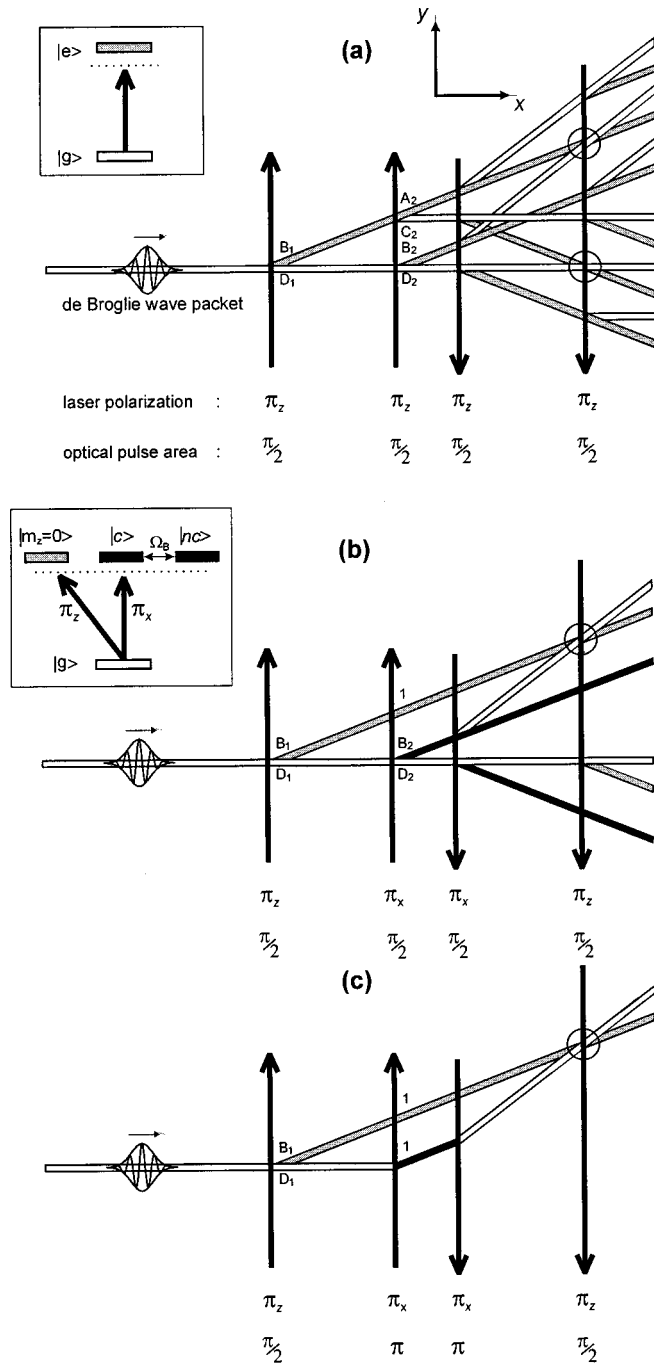 (a)
y
x
|e>
|g>
A₂
C₂
B₁
B₂
D₁
D₂
de Broglie wave packet
laser polarization : π_z π_z π_z π_z
optical pulse area : π/2 π/2 π/2 π/2
(b)
|m_z=0> |c> Ω_B |nc>
π_z π_x
|g>
1
B₁ B₂
D₁ D₂
π_z π_x π_x π_z
π/2 π/2 π/2 π/2
(c)
1
B₁ 1
D₁
π_z π_x π_x π_z
π/2 π π π/2